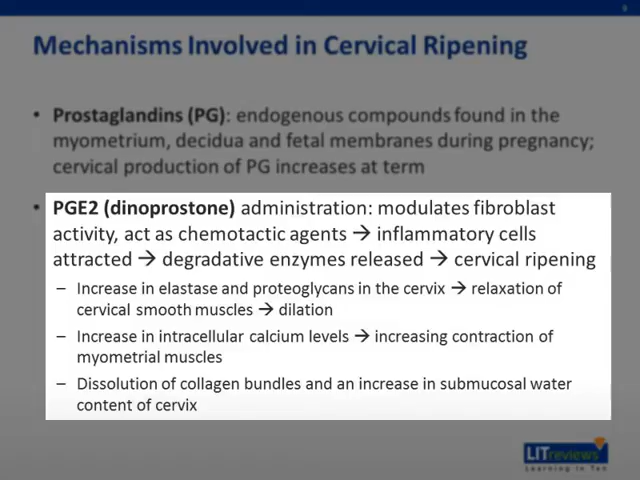 9
Mechanisms Involved in Cervical Ripening
• Prostaglandins (PG): endogenous compounds found in the
myometrium, decidua and fetal membranes during pregnancy;
cervical production of PG increases at term
• PGE2 (dinoprostone) administration: modulates fibroblast
activity, act as chemotactic agents → inflammatory cells
attracted → degradative enzymes released → cervical ripening
– Increase in elastase and proteoglycans in the cervix → relaxation of
cervical smooth muscles → dilation
– Increase in intracellular calcium levels → increasing contraction of
myometrial muscles
– Dissolution of collagen bundles and an increase in submucosal water
content of cervix
LITreviews
Learning in Ten